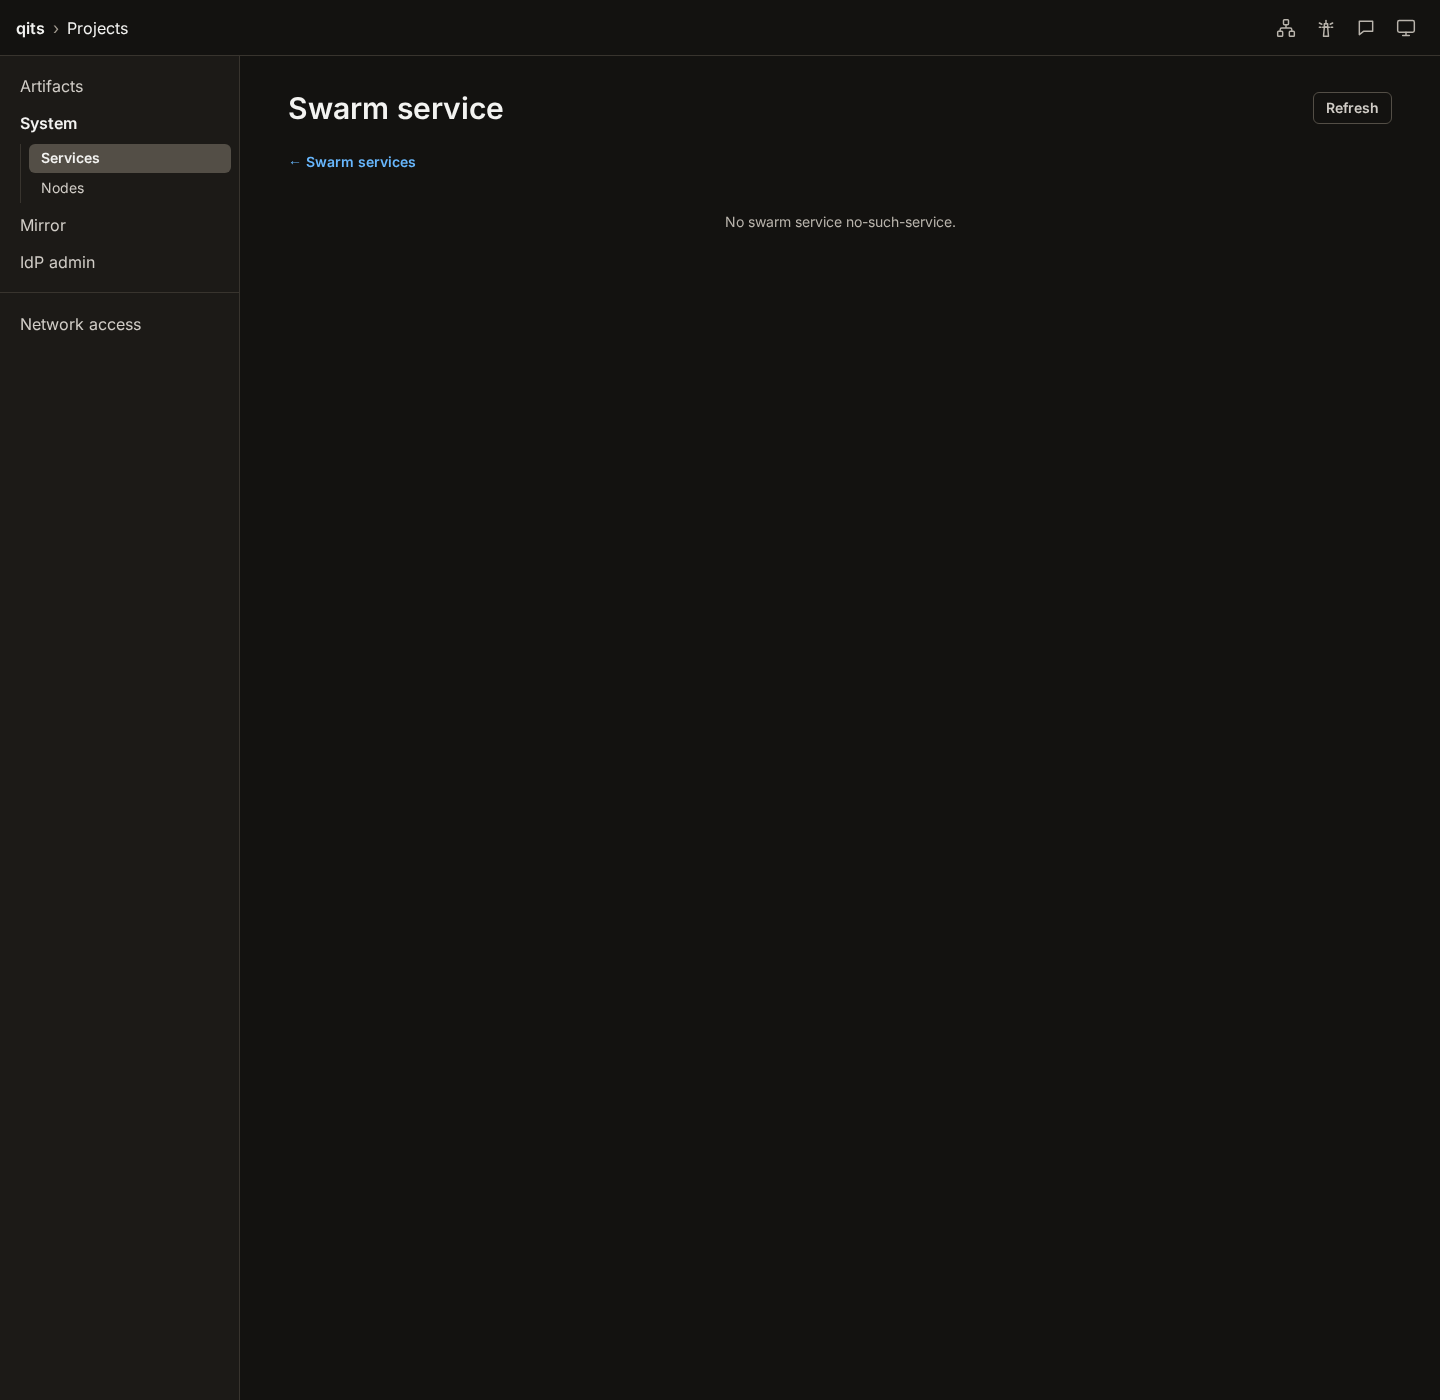 qits › Projects
Artifacts
System
Services
Nodes
Mirror
IdP admin
Network access
Swarm service
Refresh
← Swarm services
No swarm service no-such-service.